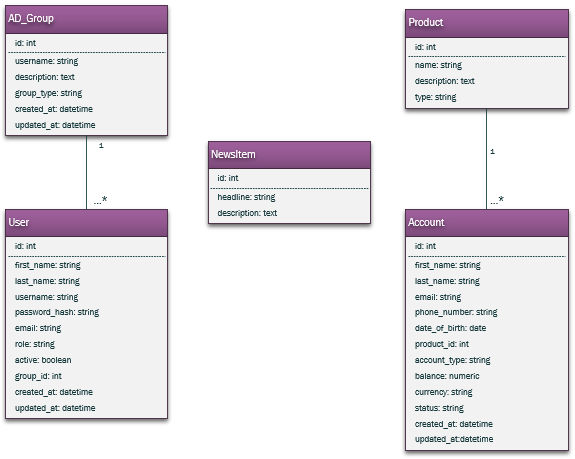 AD_Group
id: int
username: string
description: text
group_type: string
created_at: datetime
updated_at: datetime
1
...*
User
id: int
first_name: string
last_name: string
username: string
password_hash: string
email: string
role: string
active: boolean
group_id: int
created_at: datetime
updated_at: datetime
NewsItem
id: int
headline: string
description: text
Product
id: int
name: string
description: text
type: string
1
...*
Account
id: int
first_name: string
last_name: string
email: string
phone_number: string
date_of_birth: date
product_id: int
account_type: string
balance: numeric
currency: string
status: string
created_at: datetime
updated_at:datetime